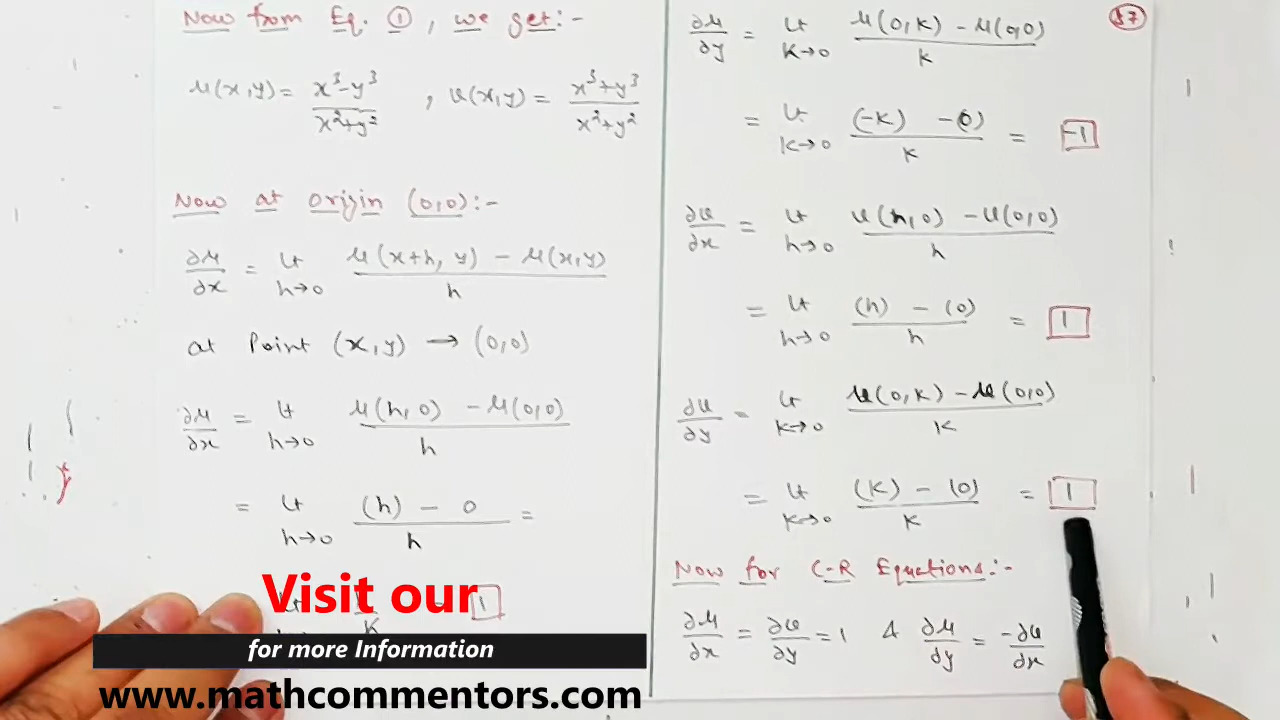 Now from Eq. ①, we get:-
u(x,y) = x³-y³ / x²+y² , v(x,y) = x³+y³ / x²+y²
Now at origin (0,0):-
∂u/∂x = Lt h→0 u(x+h, y) - u(x,y) / h
at Point (x,y) → (0,0)
∂u/∂x = Lt h→0 u(h,0) - u(0,0) / h
= Lt h→0 (h) - 0 / h =
1
57
∂u/∂y = Lt k→0 u(0,k) - u(0,0) / k
= Lt k→0 (-k) - (0) / k = -1
∂v/∂x = Lt h→0 v(h,0) - v(0,0) / h
= Lt h→0 (h) - (0) / h = 1
∂v/∂y = Lt k→0 u(0,k) - u(0,0) / k
= Lt k→0 (k) - (0) / k = 1
Now for C-R Equations:-
∂u/∂x = ∂v/∂y = 1 & ∂u/∂y = -∂v/∂x
Visit our
for more Information
www.mathcommentors.com